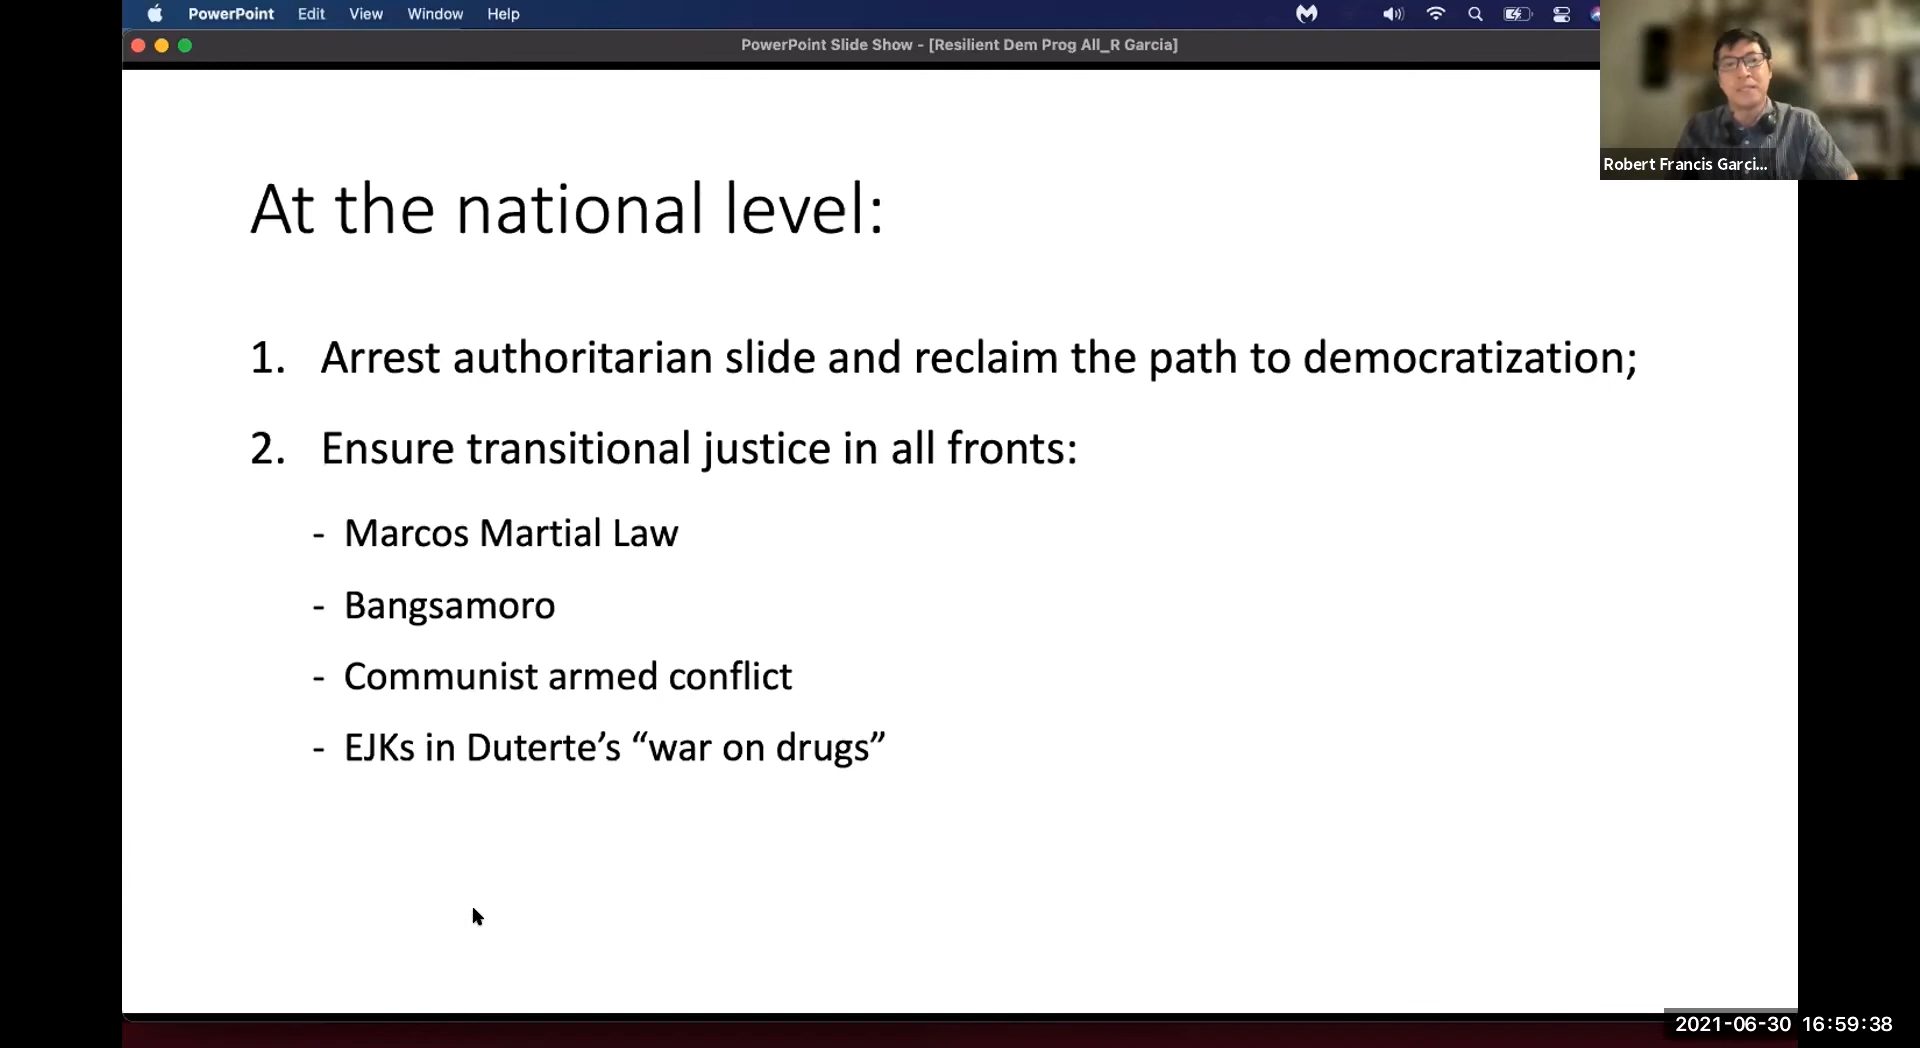 PowerPoint Edit View Window Help
PowerPoint Slide Show - [Resilient Dem Prog All_R Garcia]
Robert Francis Garci...
At the national level:
1. Arrest authoritarian slide and reclaim the path to democratization;
2. Ensure transitional justice in all fronts:
- Marcos Martial Law
- Bangsamoro
- Communist armed conflict
- EJKs in Duterte’s “war on drugs”
2021-06-30 16:59:38